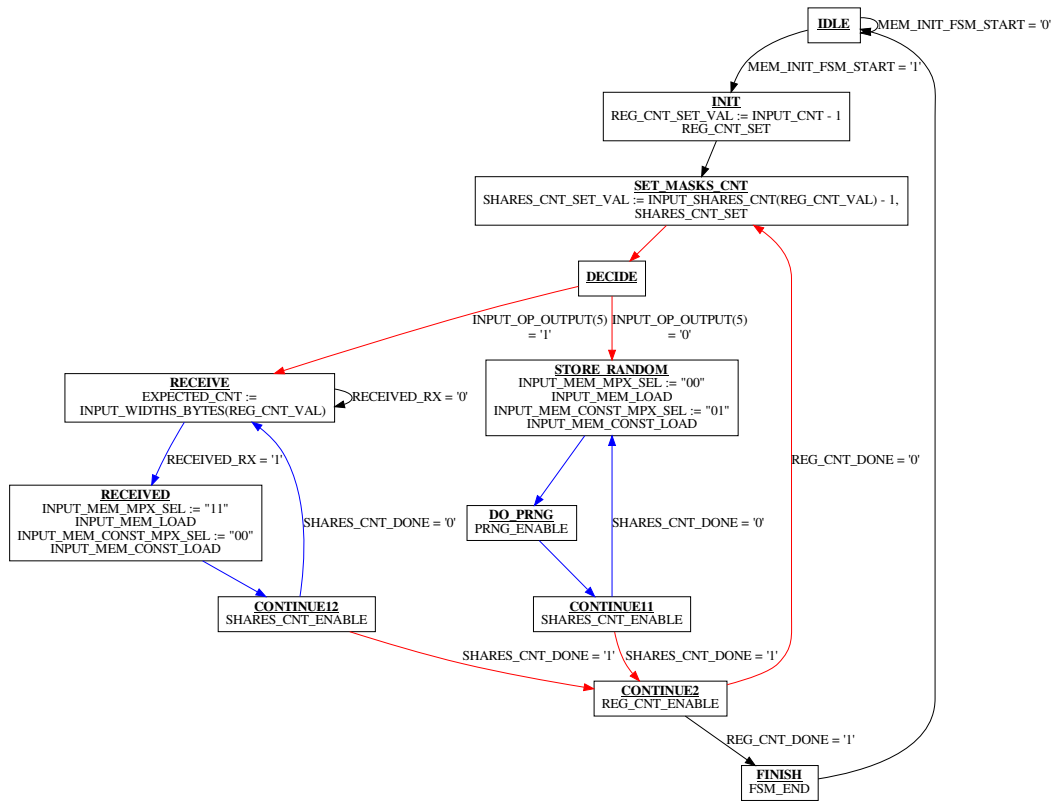 IDLE
MEM_INIT_FSM_START = '0'
MEM_INIT_FSM_START = '1'
INIT
REG_CNT_SET_VAL := INPUT_CNT - 1
REG_CNT_SET
SET_MASKS_CNT
SHARES_CNT_SET_VAL := INPUT_SHARES_CNT(REG_CNT_VAL) - 1,
SHARES_CNT_SET
DECIDE
INPUT_OP_OUTPUT(5)
= '1'
INPUT_OP_OUTPUT(5)
= '0'
RECEIVE
EXPECTED_CNT :=
INPUT_WIDTHS_BYTES(REG_CNT_VAL)
RECEIVED_RX = '0'
STORE_RANDOM
INPUT_MEM_MPX_SEL := "00"
INPUT_MEM_LOAD
INPUT_MEM_CONST_MPX_SEL := "01"
INPUT_MEM_CONST_LOAD
RECEIVED_RX = '1'
REG_CNT_DONE = '0'
RECEIVED
INPUT_MEM_MPX_SEL := "11"
INPUT_MEM_LOAD
INPUT_MEM_CONST_MPX_SEL := "00"
INPUT_MEM_CONST_LOAD
SHARES_CNT_DONE = '0'
DO_PRNG
PRNG_ENABLE
SHARES_CNT_DONE = '0'
CONTINUE12
SHARES_CNT_ENABLE
CONTINUE11
SHARES_CNT_ENABLE
SHARES_CNT_DONE = '1'
SHARES_CNT_DONE = '1'
CONTINUE2
REG_CNT_ENABLE
REG_CNT_DONE = '1'
FINISH
FSM_END